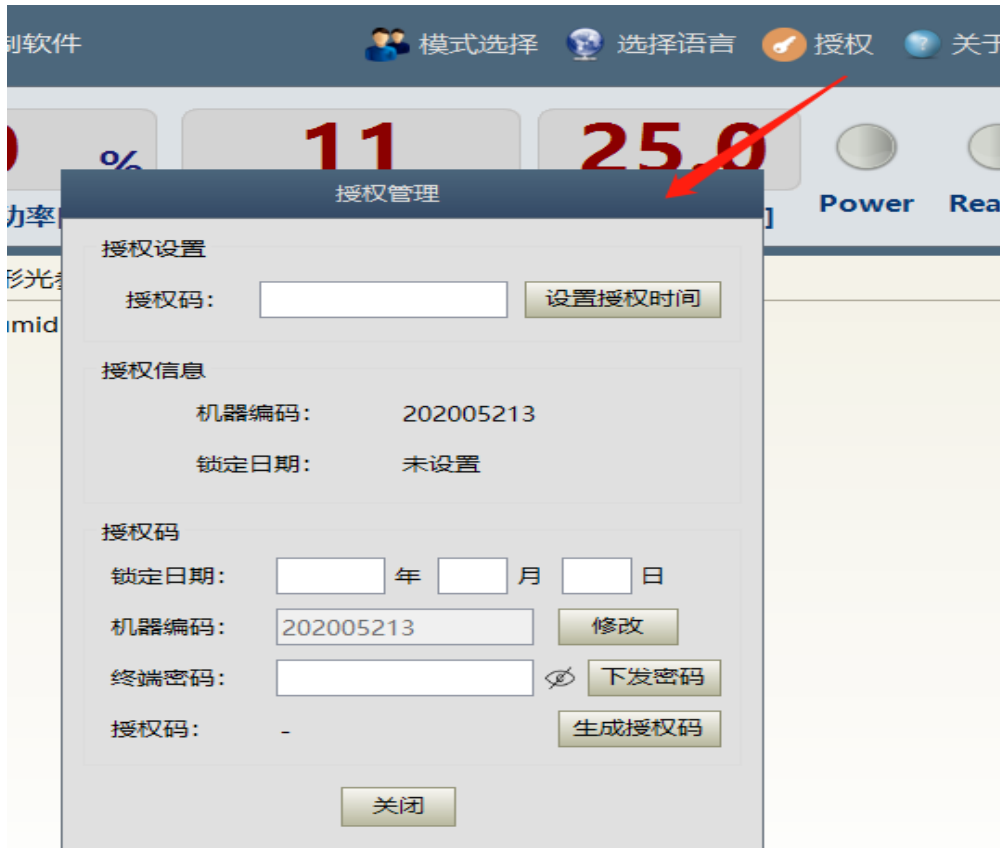 制软件 模式选择 选择语言 授权 关于
% 11 25.0
功率 ] Power Rea
授权管理
形光
umid
授权设置
授权码： 设置授权时间
授权信息
机器编码： 202005213
锁定日期： 未设置
授权码
锁定日期： 年 月 日
机器编码： 202005213 修改
终端密码： 下发密码
授权码： - 生成授权码
关闭